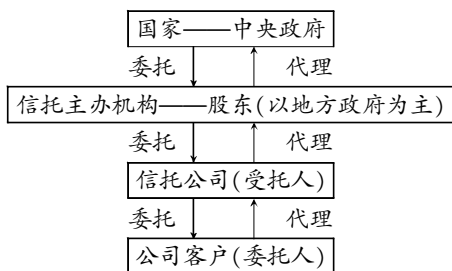 国家——中央政府
委托 代理
信托主办机构——股东(以地方政府为主)
委托 代理
信托公司(受托人)
委托 代理
公司客户(委托人)